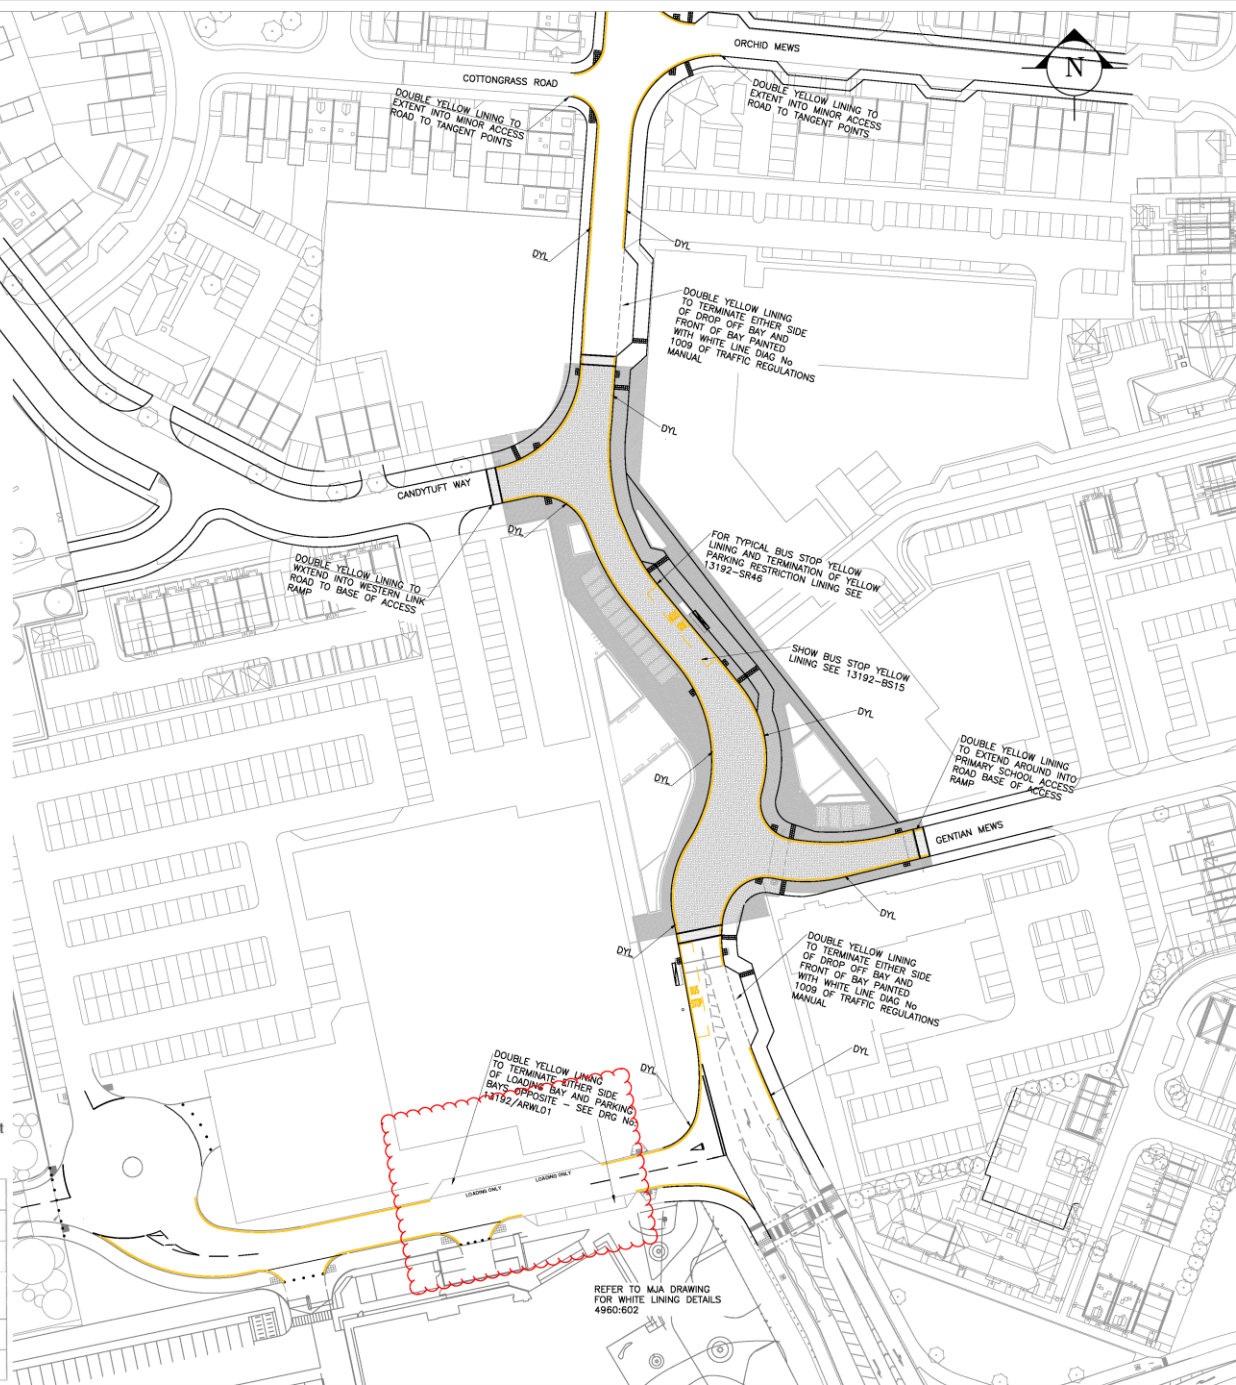 ORCHID MEWS
N
COTTONGRASS ROAD
DOUBLE YELLOW LINING TO
EXTENT INTO MINOR ACCESS
ROAD TO TANGENT POINTS
DOUBLE YELLOW LINING TO
EXTENT INTO MINOR ACCESS
ROAD TO TANGENT POINTS
DYL
DYL
DOUBLE YELLOW LINING
TO TERMINATE EITHER SIDE
OF DROP OFF BAY AND
FRONT OF BAY PAINTED
WITH WHITE LINE DIAG No
1009 OF TRAFFIC REGULATIONS
MANUAL
DYL
CANDYTUFT WAY
DYL
FOR TYPICAL BUS STOP YELLOW
LINING AND TERMINATION OF YELLOW
PARKING RESTRICTION LINING SEE
13192-SR46
DOUBLE YELLOW LINING TO
WXTEND INTO WESTERN LINK
ROAD TO BASE OF ACCESS
RAMP
SHOW BUS STOP YELLOW
LINING SEE 13192-BS15
DYL
DOUBLE YELLOW LINING
TO EXTEND AROUND INTO
PRIMARY SCHOOL ACCESS
ROAD BASE OF ACCESS
RAMP
DYL
GENTIAN MEWS
DYL
DYL
DOUBLE YELLOW LINING
TO TERMINATE EITHER SIDE
OF DROP OFF BAY AND
FRONT OF BAY PAINTED
WITH WHITE LINE DIAG No
1009 OF TRAFFIC REGULATIONS
MANUAL
BUS
STOP
DYL
DOUBLE YELLOW LINING
TO TERMINATE EITHER SIDE
OF LOADING BAY AND PARKING
BAYS OPPOSITE - SEE DRG No
13192/ARWL01
DYL
t
LOADING ONLY
LOADING ONLY
REFER TO MJA DRAWING
FOR WHITE LINING DETAILS
4960:602